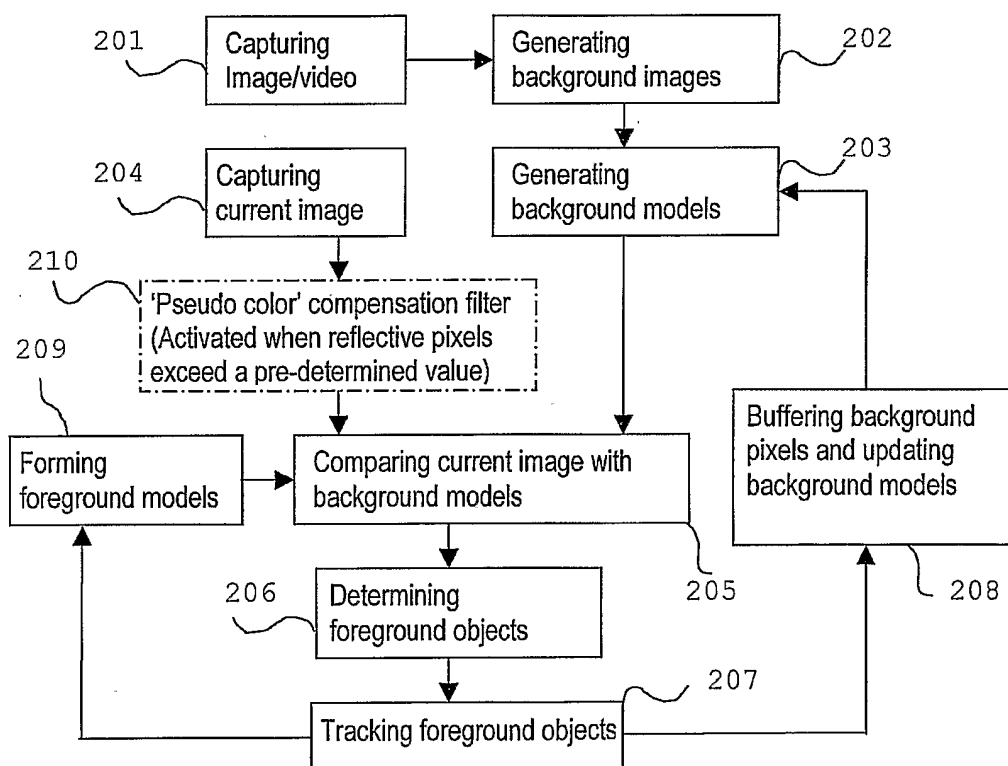 201
Capturing
Image/video
Generating
background images
202
204
Capturing
current image
Generating
background models
203
210
'Pseudo color' compensation filter
(Activated when reflective pixels
exceed a pre-determined value)
209
Forming
foreground models
Comparing current image with
background models
Buffering background
pixels and updating
background models
205
208
206
Determining
foreground objects
207
Tracking foreground objects